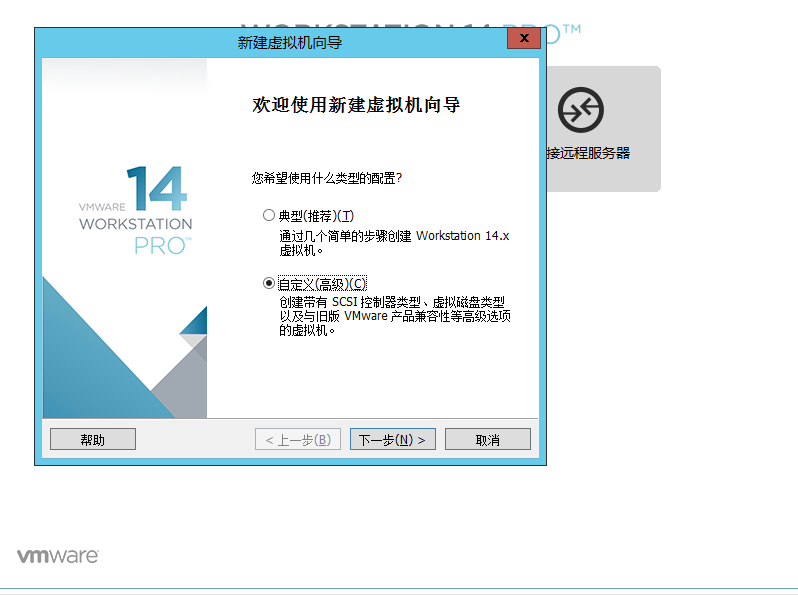 WORKSTATION 14 PRO™
新建虚拟机向导
x
欢迎使用新建虚拟机向导
您希望使用什么类型的配置?
典型(推荐)(T)
通过几个简单的步骤创建 Workstation 14.x
虚拟机。
自定义(高级)(C)
创建带有 SCSI 控制器类型、虚拟磁盘类型
以及与旧版 VMware 产品兼容性等高级选项
的虚拟机。
14
VMWARE
WORKSTATION
PRO™
接远程服务器
帮助
< 上一步(B)
下一步(N) >
取消
vmware